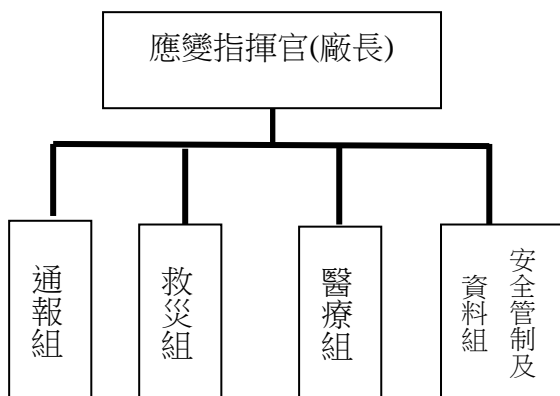 應變指揮官(廠長)
通報組
救災組
醫療組
安全管制及
資料組